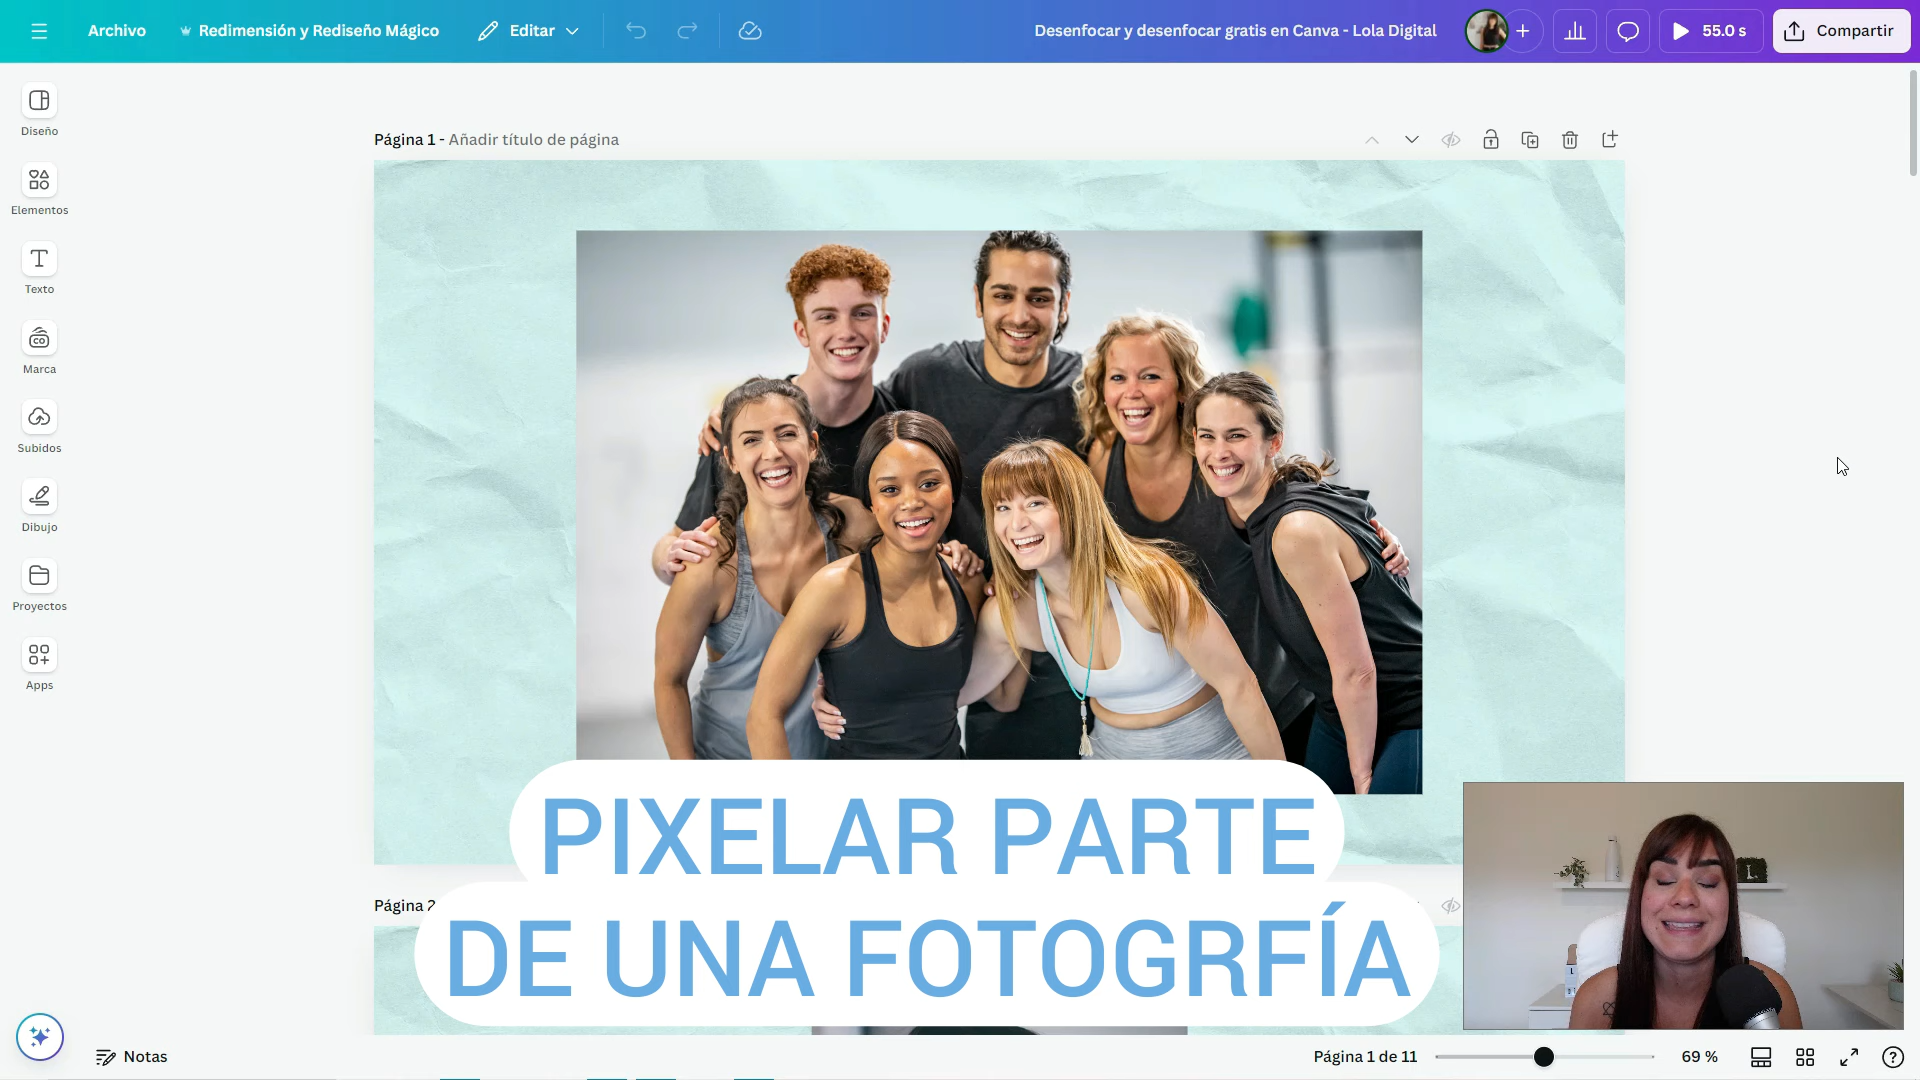 Archivo
Redimensión y Rediseño Mágico
Editar
Desenfocar y desenfocar gratis en Canva - Lola Digital
55.0 s
Compartir
Diseño
Elementos
Texto
CO
Marca
Subidos
Dibujo
Proyectos
Apps
Página 1 - Añadir título de página
PIXELAR PARTE
Página 2
DE UNA FOTOGRFÍA
L
Notas
Página 1 de 11
69 %